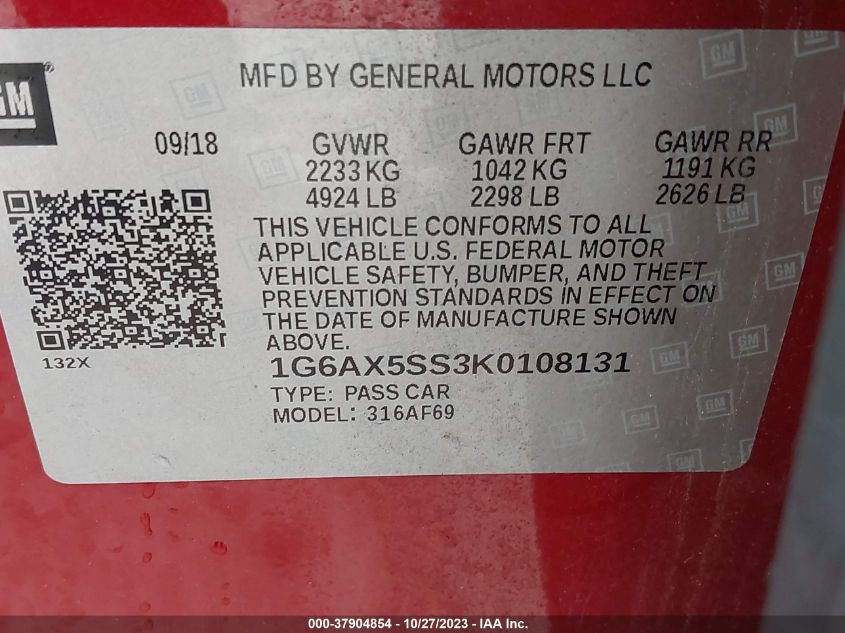 GM
MFD BY GENERAL MOTORS LLC
09/18 GVWR GAWR FRT GAWR RR
2233 KG 1042 KG 1191 KG
4924 LB 2298 LB 2626 LB
THIS VEHICLE CONFORMS TO ALL
APPLICABLE U.S. FEDERAL MOTOR
VEHICLE SAFETY, BUMPER, AND THEFT
PREVENTION STANDARDS IN EFFECT ON
THE DATE OF MANUFACTURE SHOWN
ABOVE.
132X
1G6AX5SS3K0108131
TYPE: PASS CAR
MODEL: 316AF69
000-37904854 - 10/27/2023 - IAA Inc.